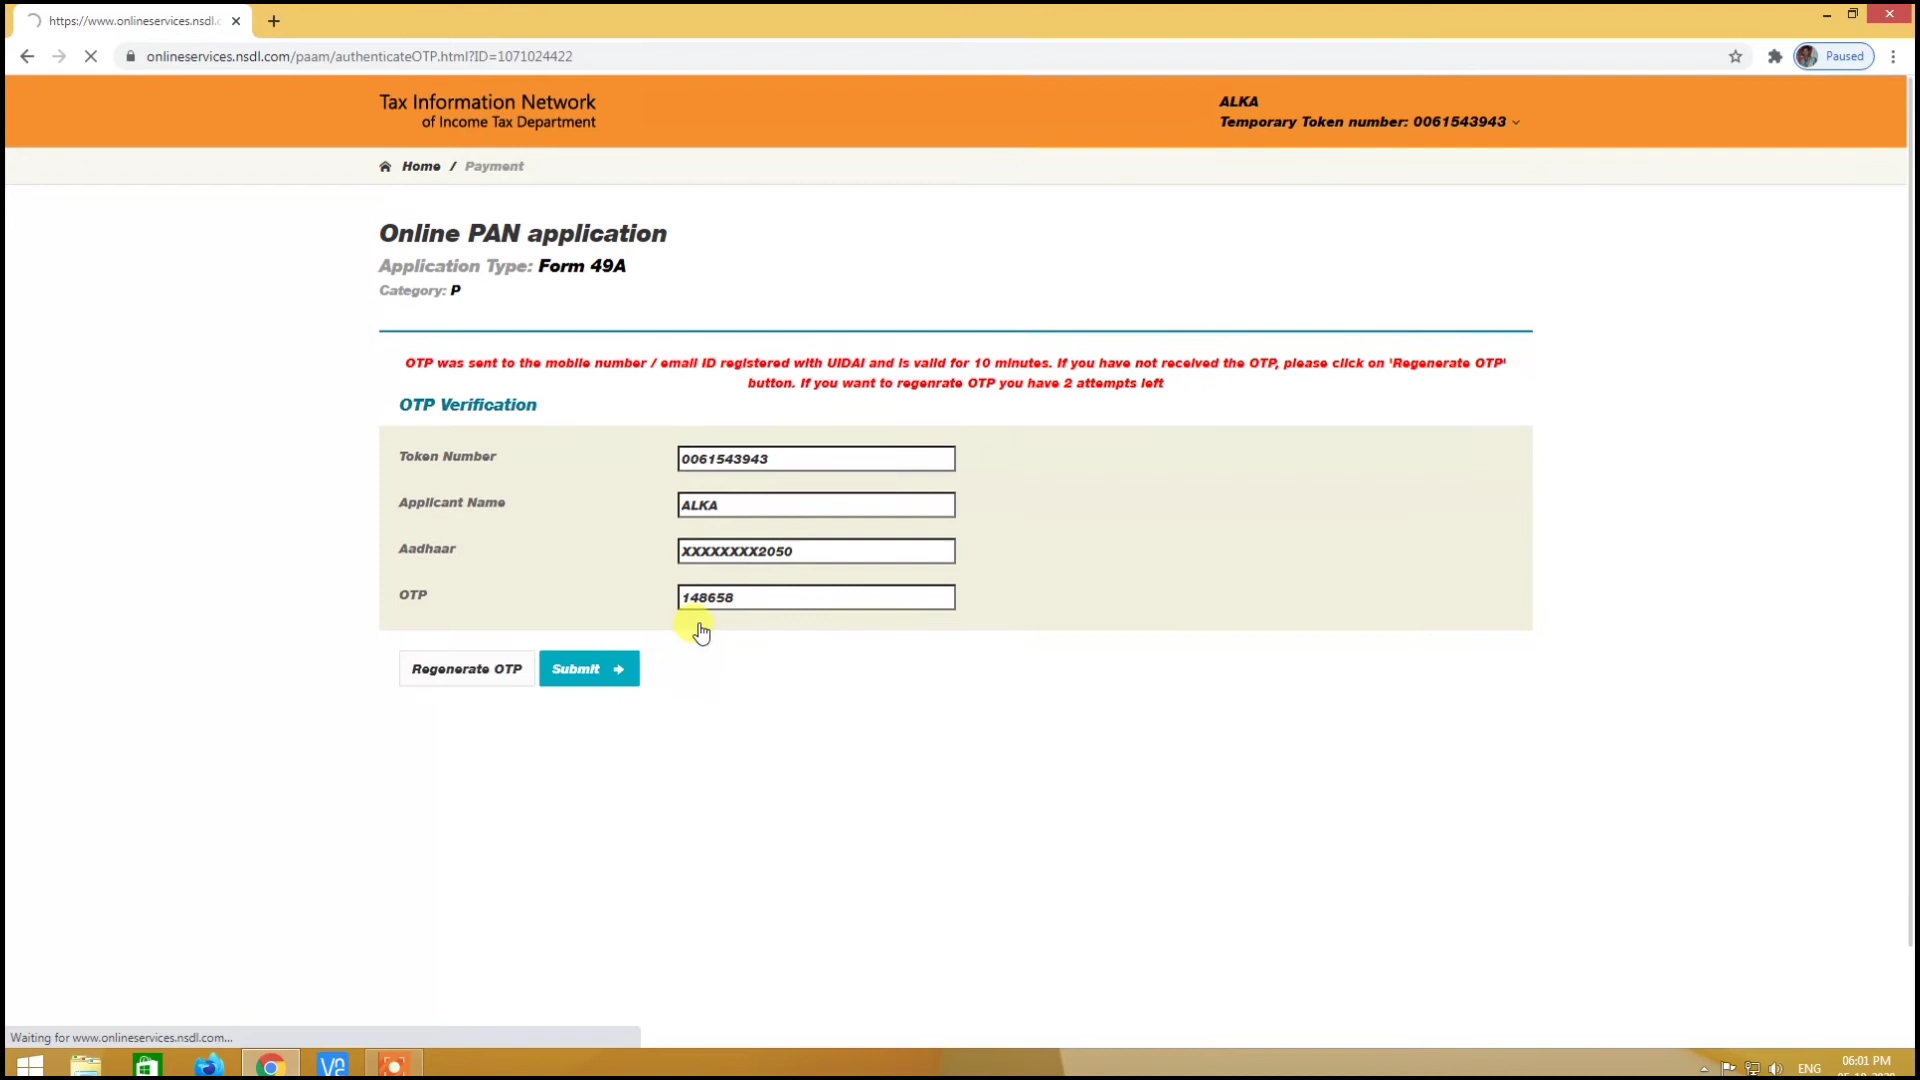 https://www.onlineservices.nsdl.c
onlineservices.nsdl.com/paam/authenticateOTP.html?ID=1071024422
Paused
Tax Information Network
of Income Tax Department
ALKA
Temporary Token number: 0061543943
Home / Payment
Online PAN application
Application Type: Form 49A
Category: P
OTP was sent to the mobile number / email ID registered with UIDAI and is valid for 10 minutes. If you have not received the OTP, please click on 'Regenerate OTP'
button. If you want to regenrate OTP you have 2 attempts left
OTP Verification
Token Number 0061543943
Applicant Name ALKA
Aadhaar XXXXXXXX2050
OTP 148658
Regenerate OTP Submit
Waiting for www.onlineservices.nsdl.com...
ENG
06:01 PM